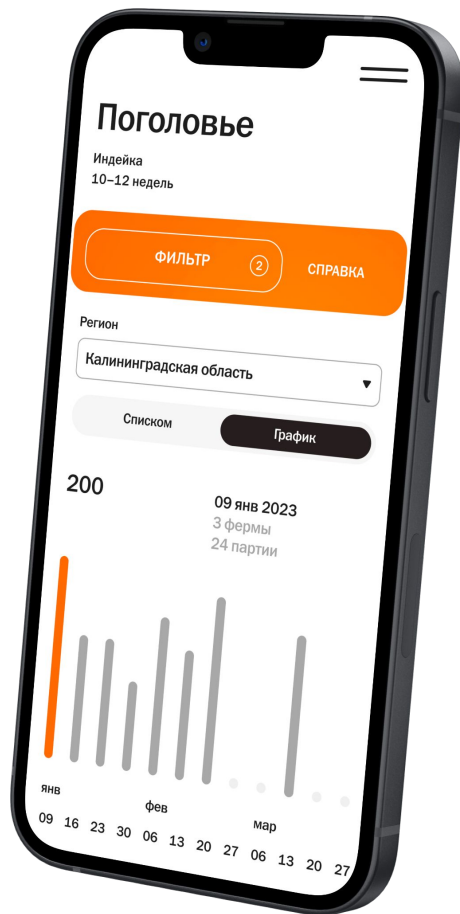 Поголовье
Индейка
10–12 недель
ФИЛЬТР 2 СПРАВКА
Регион
Калининградская область
Списком График
200
09 янв 2023
3 фермы
24 партии
янв фев мар
09 16 23 30 06 13 20 27 06 13 20 27